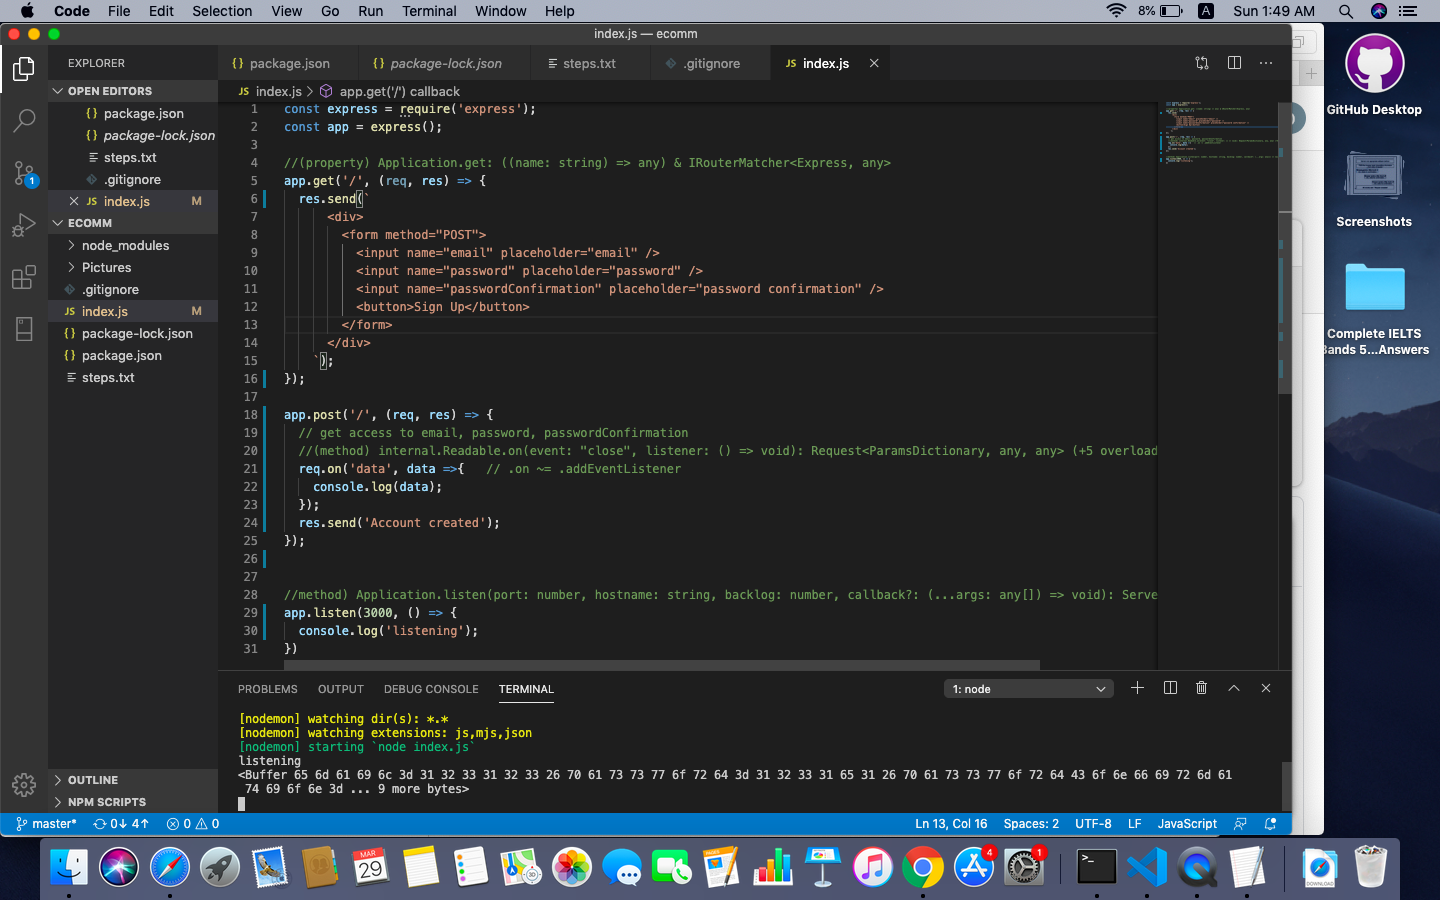 Code File Edit Selection View Go Run Terminal Window Help 8% A Sun 1:49 AM
index.js — ecomm
EXPLORER
{} package.json {} package-lock.json steps.txt .gitignore JS index.js
OPEN EDITORS
JS index.js > app.get('/') callback
{} package.json
{} package-lock.json
steps.txt
.gitignore
JS index.js M
ECOMM
node_modules
Pictures
.gitignore
JS index.js M
{} package-lock.json
{} package.json
steps.txt
OUTLINE
NPM SCRIPTS
1
1 const express = require('express');
2 const app = express();
3
4 //(property) Application.get: ((name: string) => any) & IRouterMatcher<Express, any>
5 app.get('/', (req, res) => {
6 res.send(`
7 <div>
8 <form method="POST">
9 <input name="email" placeholder="email" />
10 <input name="password" placeholder="password" />
11 <input name="passwordConfirmation" placeholder="password confirmation" />
12 <button>Sign Up</button>
13 </form>
14 </div>
15 `);
16 });
17
18 app.post('/', (req, res) => {
19 // get access to email, password, passwordConfirmation
20 //(method) internal.Readable.on(event: "close", listener: () => void): Request<ParamsDictionary, any, any> (+5 overload
21 req.on('data', data =>{ // .on ~= .addEventListener
22 console.log(data);
23 });
24 res.send('Account created');
25 });
26
27
28 //method) Application.listen(port: number, hostname: string, backlog: number, callback?: (...args: any[]) => void): Serve
29 app.listen(3000, () => {
30 console.log('listening');
31 })
PROBLEMS OUTPUT DEBUG CONSOLE TERMINAL 1: node
[nodemon] watching dir(s): *.*
[nodemon] watching extensions: js,mjs,json
[nodemon] starting `node index.js`
listening
<Buffer 65 6d 61 69 6c 3d 31 32 33 31 32 33 26 70 61 73 73 77 6f 72 64 3d 31 32 33 31 65 31 26 70 61 73 73 77 6f 72 64 43 6f 6e 66 69 72 6d 61
74 69 6f 6e 3d ... 9 more bytes>
master* 0↓ 4↑ 0 0 Ln 13, Col 16 Spaces: 2 UTF-8 LF JavaScript
GitHub Desktop
Screenshots
Complete IELTS
Bands 5...Answers
MAR
29
4
1
>_
DOWNLOAD